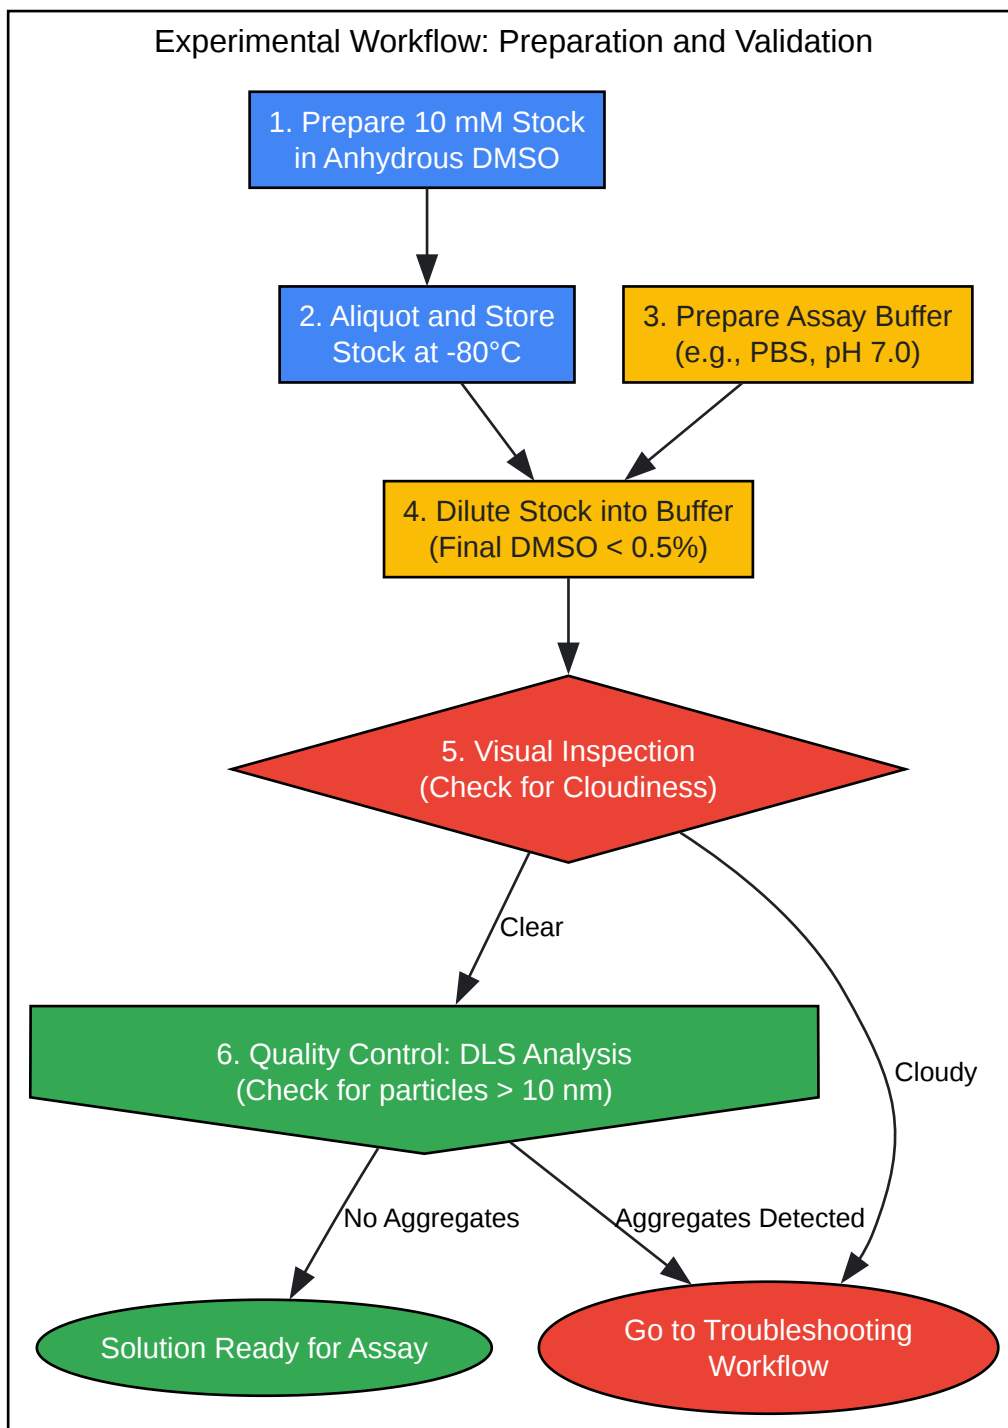 Experimental Workflow: Preparation and Validation
1. Prepare 10 mM Stock
in Anhydrous DMSO
2. Aliquot and Store
Stock at -80°C
3. Prepare Assay Buffer
(e.g., PBS, pH 7.0)
4. Dilute Stock into Buffer
(Final DMSO < 0.5%)
5. Visual Inspection
(Check for Cloudiness)
Clear
6. Quality Control: DLS Analysis
(Check for particles > 10 nm)
Cloudy
No Aggregates
Aggregates Detected
Solution Ready for Assay
Go to Troubleshooting
Workflow